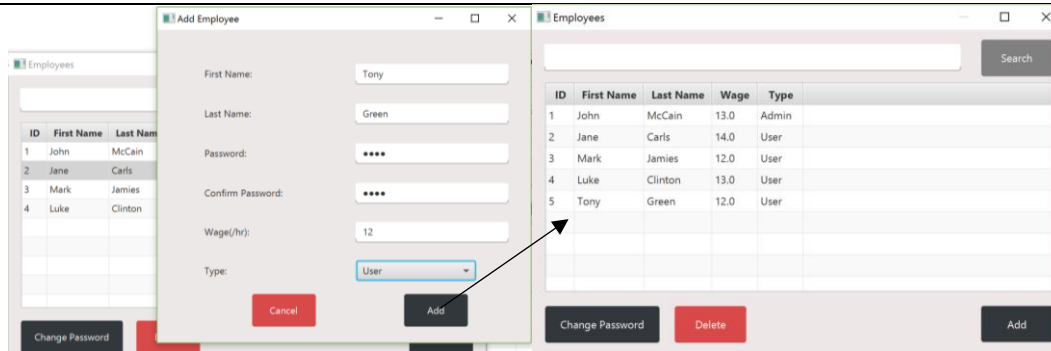 Employees
ID First Name Last Nam
1 John McCain
2 Jane Carls
3 Mark Jamies
4 Luke Clinton
Change Password
Add Employee
First Name: Tony
Last Name: Green
Password: ••••
Confirm Password: ••••
Wage(/hr): 12
Type: User
Cancel Add
Employees
Search
ID First Name Last Name Wage Type
1 John McCain 13.0 Admin
2 Jane Carls 14.0 User
3 Mark Jamies 12.0 User
4 Luke Clinton 13.0 User
5 Tony Green 12.0 User
Change Password Delete Add